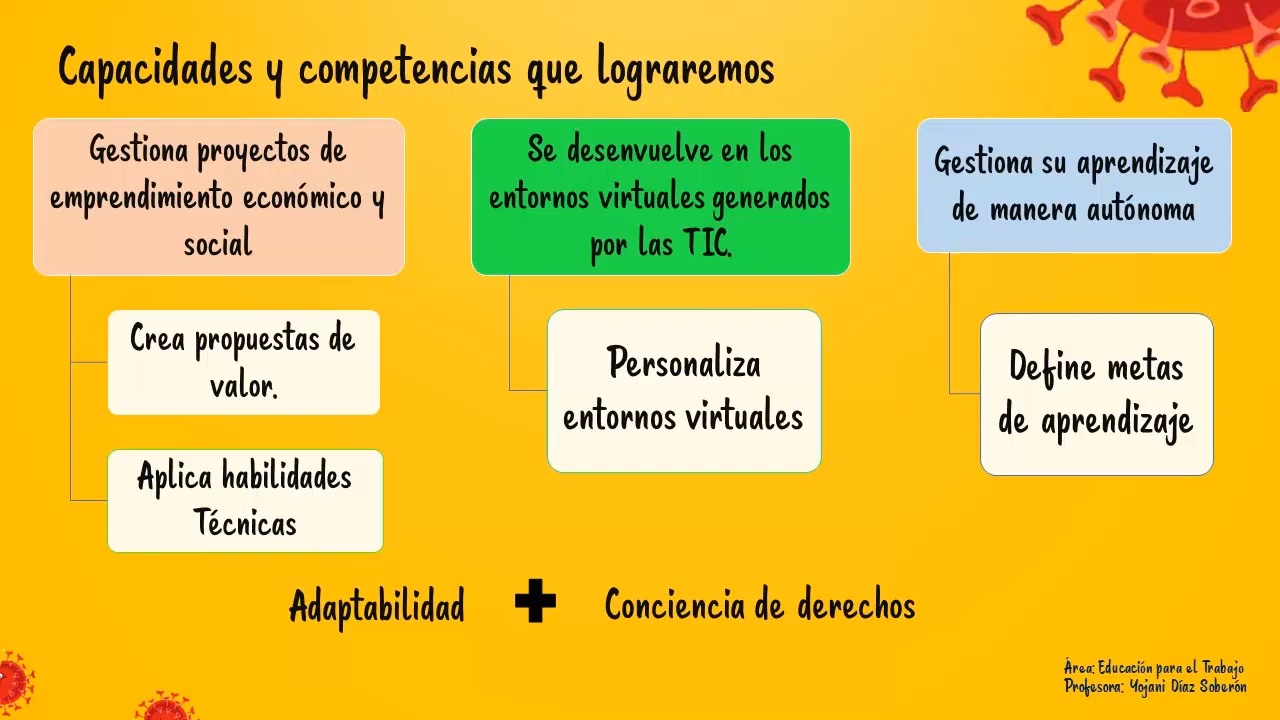 Capacidades y competencias que lograremos
Gestiona proyectos de
emprendimiento económico y
social
Crea propuestas de
valor.
Aplica habilidades
Técnicas
Se desenvuelve en los
entornos virtuales generados
por las TIC.
Personaliza
entornos virtuales
Gestiona su aprendizaje
de manera autónoma
Define metas
de aprendizaje
Adaptabilidad
Conciencia de derechos
Área: Educación para el Trabajo
Profesora: Yojani Díaz Soberón